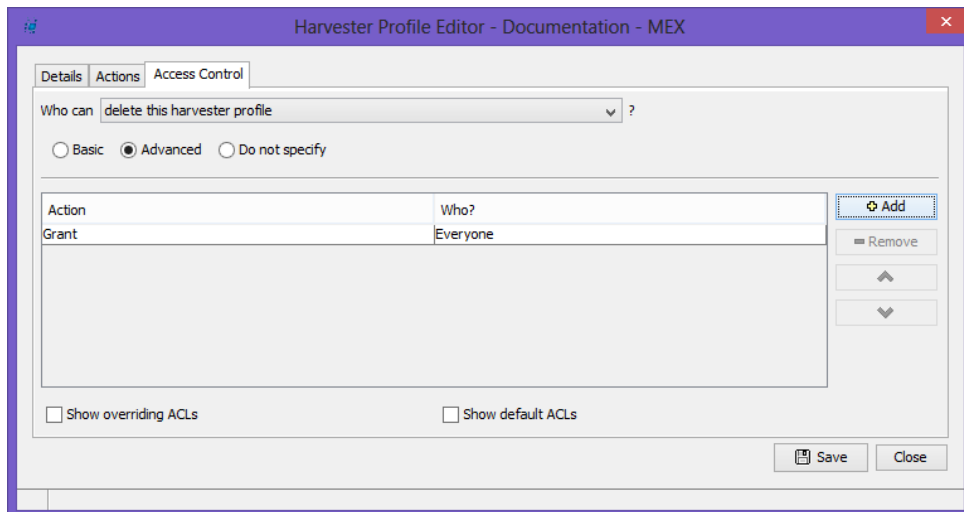 Harvester Profile Editor - Documentation - MEX
Details Actions Access Control
Who can delete this harvester profile ?
Basic Advanced Do not specify
Action Who? Add
Grant Everyone
Remove
Show overriding ACLs Show default ACLs
Save Close